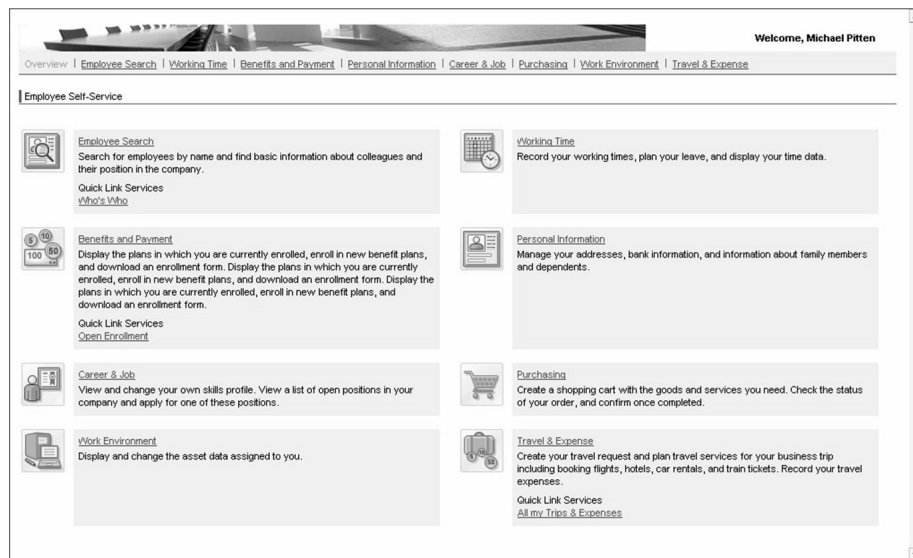 Welcome, Michael Pitten
Overview | Employee Search | Working Time | Benefits and Payment | Personal Information | Career & Job | Purchasing | Work Environment | Travel & Expense
Employee Self-Service
Employee Search
Search for employees by name and find basic information about colleagues and
their position in the company.
Quick Link Services
Who's Who
Working Time
Record your working times, plan your leave, and display your time data.
5 10
100 50
Benefits and Payment
Display the plans in which you are currently enrolled, enroll in new benefit plans,
and download an enrollment form. Display the plans in which you are currently
enrolled, enroll in new benefit plans, and download an enrollment form. Display the
plans in which you are currently enrolled, enroll in new benefit plans, and
download an enrollment form.
Quick Link Services
Open Enrollment
Personal Information
Manage your addresses, bank information, and information about family members
and dependents.
Career & Job
View and change your own skills profile. View a list of open positions in your
company and apply for one of these positions.
Purchasing
Create a shopping cart with the goods and services you need. Check the status
of your order, and confirm once completed.
Work Environment
Display and change the asset data assigned to you.
5 10 50
Travel & Expense
Create your travel request and plan travel services for your business trip
including booking flights, hotels, car rentals, and train tickets. Record your travel
expenses.
Quick Link Services
All my Trips & Expenses